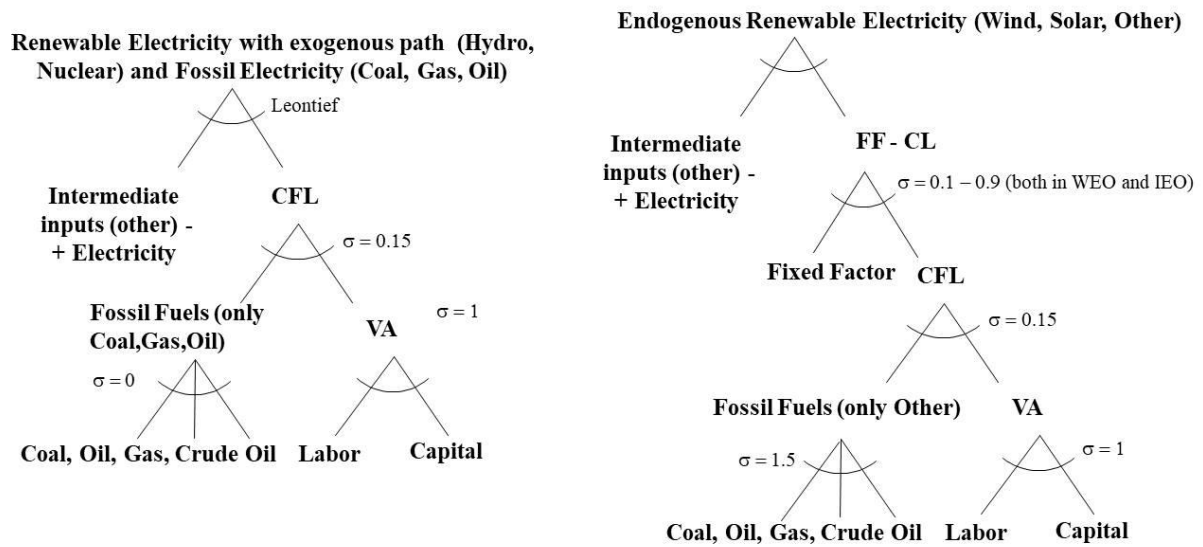 Renewable Electricity with exogenous path (Hydro,
Nuclear) and Fossil Electricity (Coal, Gas, Oil)
Leontief
Intermediate
inputs (other) -
+ Electricity
CFL
σ = 0.15
Fossil Fuels (only
Coal,Gas,Oil)
VA
σ = 1
σ = 0
Coal, Oil, Gas, Crude Oil
Labor
Capital
Endogenous Renewable Electricity (Wind, Solar, Other)
Intermediate
inputs (other) -
+ Electricity
FF - CL
σ = 0.1 – 0.9 (both in WEO and IEO)
Fixed Factor
CFL
σ = 0.15
Fossil Fuels (only Other)
VA
σ = 1.5
σ = 1
Coal, Oil, Gas, Crude Oil
Labor
Capital